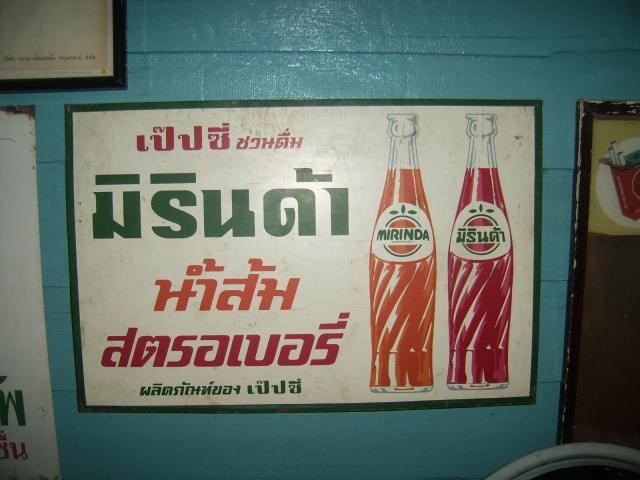 เป๊ปซี่ ชวนดื่ม
มิรินด้า
น้ำส้ม
สตรอเบอรี่
ผลิตภัณฑ์ของ เป๊ปซี่
MIRINDA
มิรินด้า